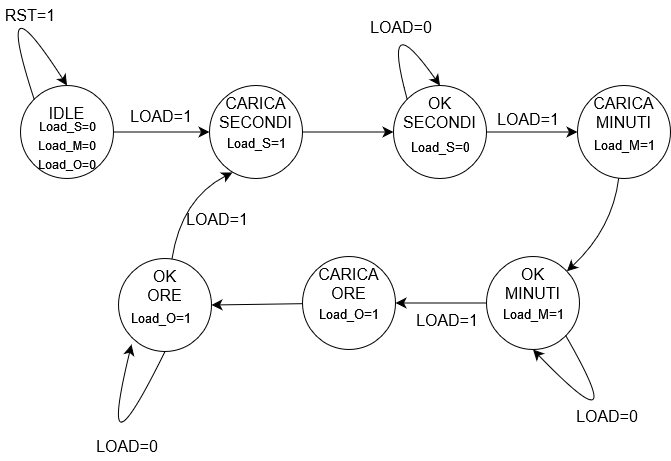 RST=1
IDLE
Load_S=0
Load_M=0
Load_O=0
LOAD=1
CARICA
SECONDI
Load_S=1
LOAD=0
OK
SECONDI
Load_S=0
LOAD=1
CARICA
MINUTI
Load_M=1
LOAD=1
OK
ORE
Load_O=1
CARICA
ORE
Load_O=1
LOAD=1
OK
MINUTI
Load_M=1
LOAD=0
LOAD=0